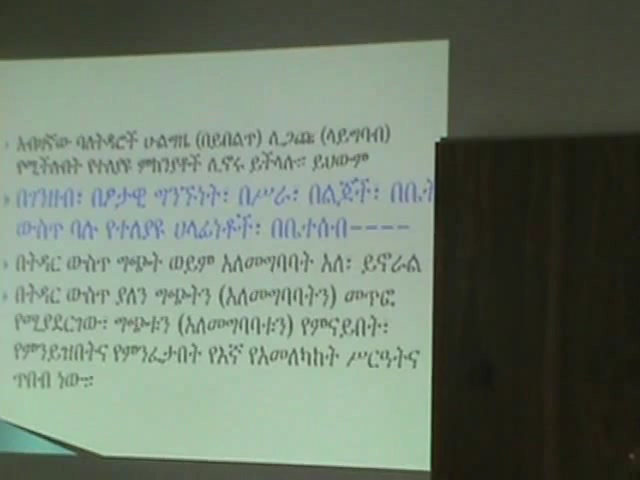 አብዛኛው ባለትዳሮች ሁልግዜ (በይበልጥ) ሊጋጩ (ላይግባቡ)
የሚችሉበት የተለያዩ ምክንያቶች ሊኖሩ ይችላሉ። ይህውም
በገንዘብ፣ በፆታዊ ግንኙነት፣ በሥራ፣ በልጆች፣ በቤት
ውስጥ ባሉ የተለያዩ ሀላፊነቶች፣ በቤተሰብ----
በትዳር ውስጥ ግጭት ወይም አለመግባባት አለ፣ ይኖራል
በትዳር ውስጥ ያለን ግጭትን (አለመግባባትን) መጥፎ
የሚያደርገው፣ ግጭቱን (አለመግባባቱን) የምናይበት፣
የምንይዝበትና የምንፈታበት የእኛ የአመለካከት ሥርዓትና
ጥበብ ነው።